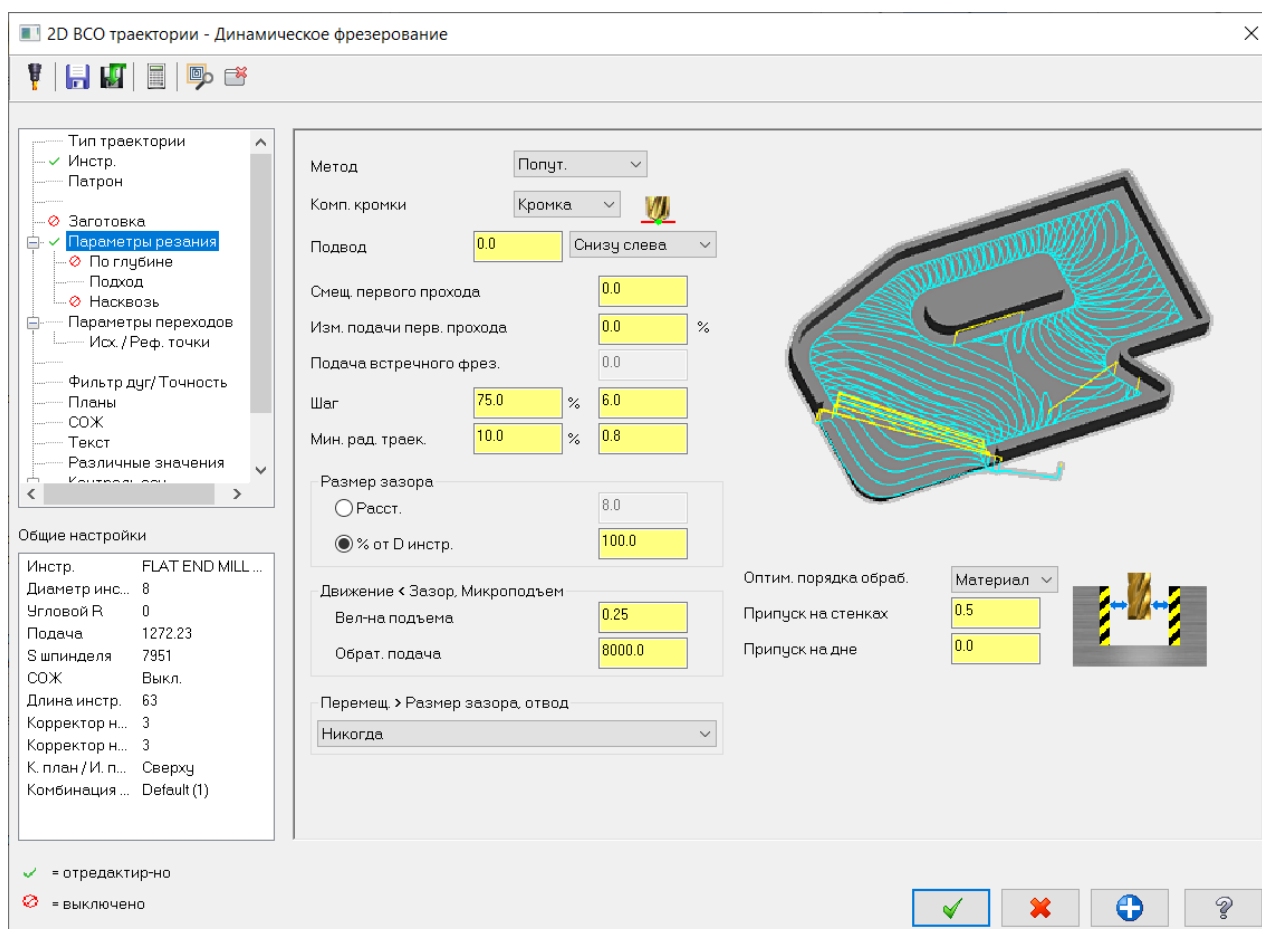 2D ВСО траектории - Динамическое фрезерование
Тип траектории
Инстр.
Патрон
Заготовка
Параметры резания
По глубине
Подход
Насквозь
Параметры переходов
Исх. / Реф. точки
Фильтр дуг/ Точность
Планы
СОЖ
Текст
Различные значения
Общие настройки
Инстр. FLAT END MILL ...
Диаметр инс... 8
Угловой R 0
Подача 1272.23
S шпинделя 7951
СОЖ Выкл.
Длина инстр. 63
Корректор н... 3
Корректор н... 3
К. план / И. п... Сверху
Комбинация ... Default (1)
= отредактир-но
= выключено
Метод Попут.
Комп. кромки Кромка
Подвод 0.0 Снизу слева
Смещ. первого прохода 0.0
Изм. подачи перв. прохода 0.0 %
Подача встречного фрез. 0.0
Шаг 75.0 % 6.0
Мин. рад. траек. 10.0 % 0.8
Размер зазора
Расст. 8.0
% от D инстр. 100.0
Движение < Зазор, Микроподъем
Вел-на подъема 0.25
Обрат. подача 8000.0
Перемещ. > Размер зазора, отвод
Никогда
Оптим. порядка обраб. Материал
Припуск на стенках 0.5
Припуск на дне 0.0